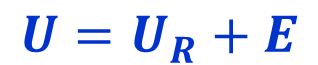 U = U_R + E